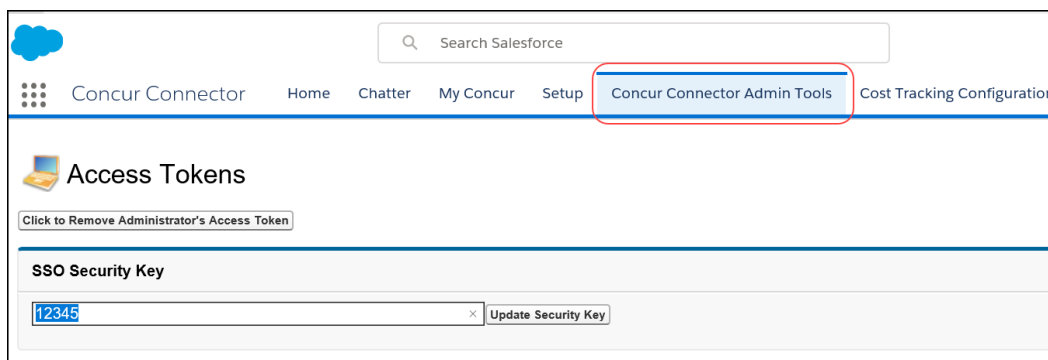 Search Salesforce
Concur Connector Home Chatter My Concur Setup Concur Connector Admin Tools Cost Tracking Configuration
Access Tokens
Click to Remove Administrator's Access Token
SSO Security Key
12345 × Update Security Key